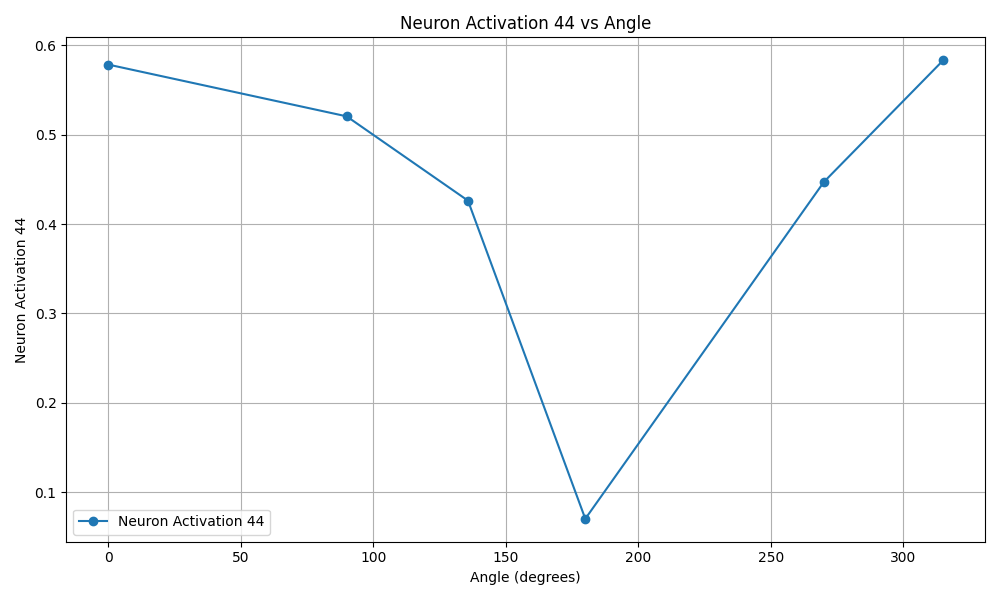 Neuron Activation 44 vs Angle
0.6
0.5
0.4
0.3
0.2
0.1
Neuron Activation 44
Neuron Activation 44
0 50 100 150 200 250 300
Angle (degrees)